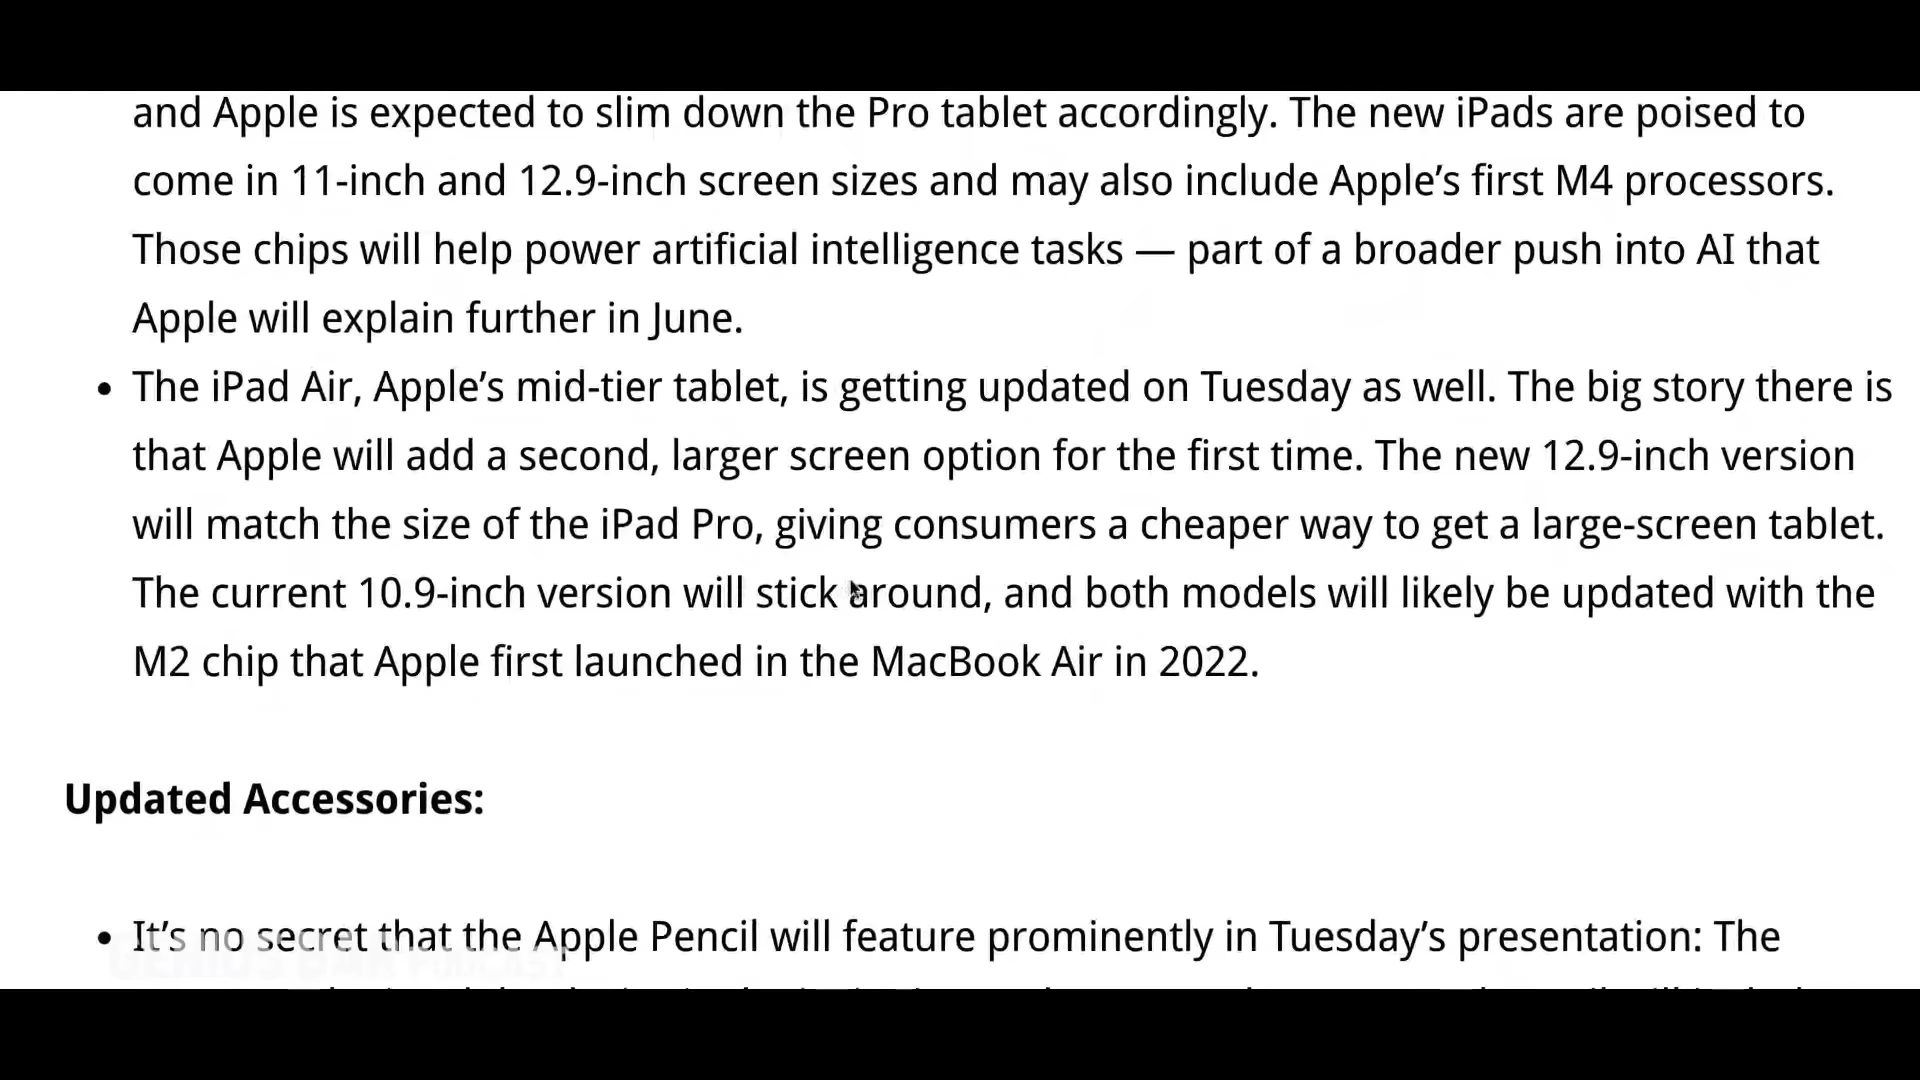 and Apple is expected to slim down the Pro tablet accordingly. The new iPads are poised to
come in 11-inch and 12.9-inch screen sizes and may also include Apple’s first M4 processors.
Those chips will help power artificial intelligence tasks — part of a broader push into AI that
Apple will explain further in June.
• The iPad Air, Apple’s mid-tier tablet, is getting updated on Tuesday as well. The big story there is
that Apple will add a second, larger screen option for the first time. The new 12.9-inch version
will match the size of the iPad Pro, giving consumers a cheaper way to get a large-screen tablet.
The current 10.9-inch version will stick around, and both models will likely be updated with the
M2 chip that Apple first launched in the MacBook Air in 2022.
Updated Accessories:
• It’s no secret that the Apple Pencil will feature prominently in Tuesday’s presentation: The
GENIUS BAR PODCAST